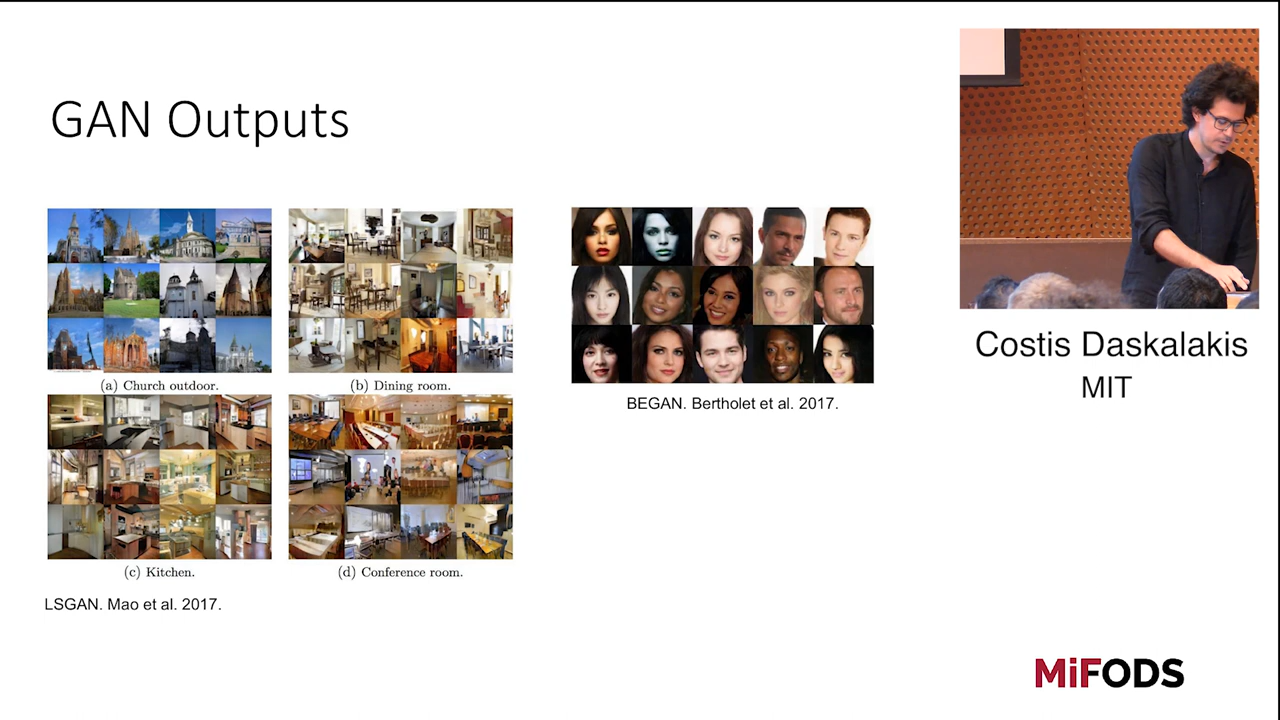 GAN Outputs
(a) Church outdoor.
(b) Dining room.
(c) Kitchen.
(d) Conference room.
LSGAN. Mao et al. 2017.
BEGAN. Bertholet et al. 2017.
Costis Daskalakis
MIT
MiFODS